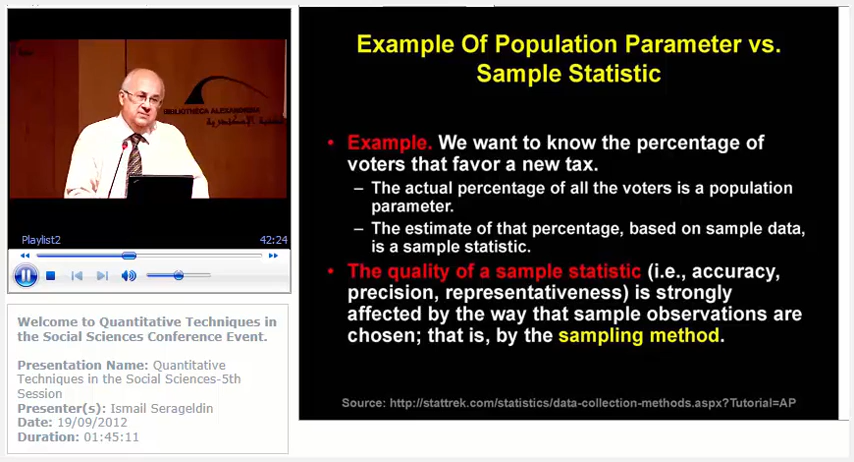 BIBLIOTHECA ALEXANDRINA
مكتبة الإسكندرية
Playlist2
42:24
Welcome to Quantitative Techniques in
the Social Sciences Conference Event.
Presentation Name: Quantitative
Techniques in the Social Sciences-5th
Session
Presenter(s): Ismail Serageldin
Date: 19/09/2012
Duration: 01:45:11
Example Of Population Parameter vs.
Sample Statistic
• Example. We want to know the percentage of
voters that favor a new tax.
– The actual percentage of all the voters is a population
parameter.
– The estimate of that percentage, based on sample data,
is a sample statistic.
• The quality of a sample statistic (i.e., accuracy,
precision, representativeness) is strongly
affected by the way that sample observations are
chosen; that is, by the sampling method.
Source: http://stattrek.com/statistics/data-collection-methods.aspx?Tutorial=AP